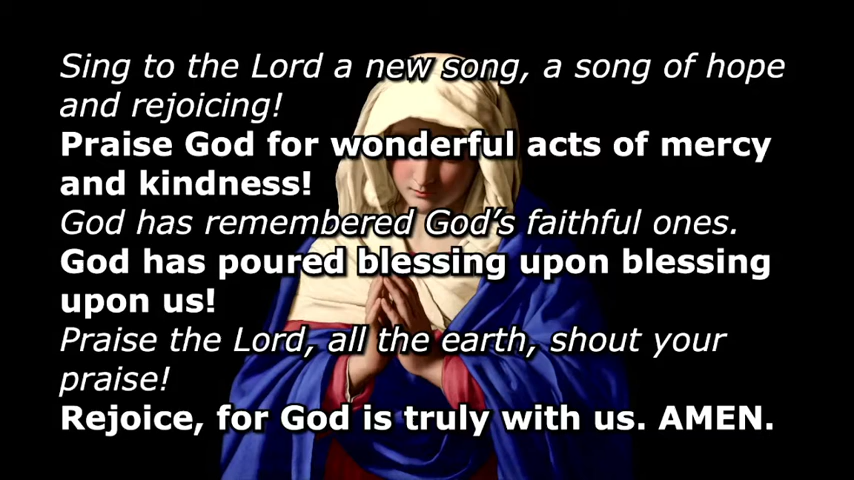 Sing to the Lord a new song, a song of hope
and rejoicing!
Praise God for wonderful acts of mercy
and kindness!
God has remembered God's faithful ones.
God has poured blessing upon blessing
upon us!
Praise the Lord, all the earth, shout your
praise!
Rejoice, for God is truly with us. AMEN.